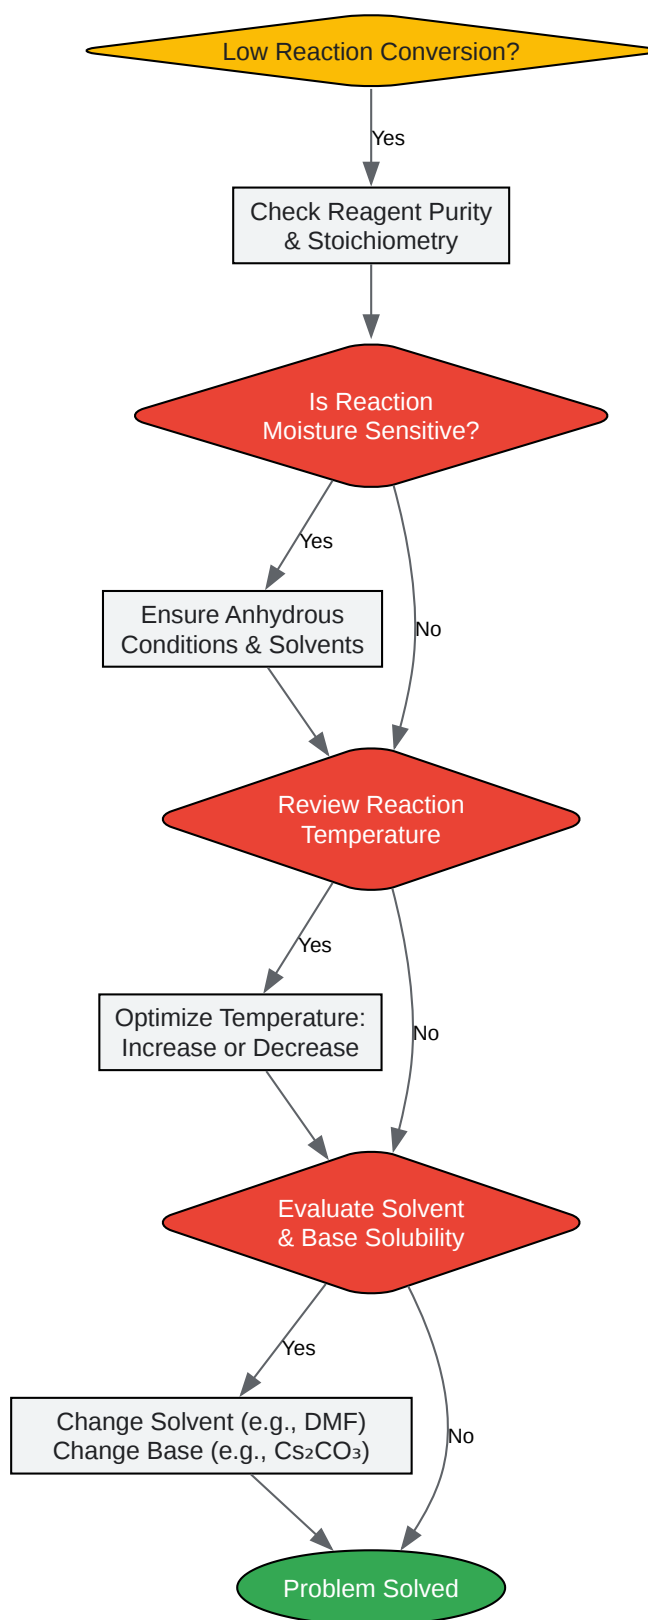 Low Reaction Conversion?
Yes
Check Reagent Purity
& Stoichiometry
Is Reaction
Moisture Sensitive?
Yes
Ensure Anhydrous
Conditions & Solvents
No
Review Reaction
Temperature
Yes
Optimize Temperature:
Increase or Decrease
No
Evaluate Solvent
& Base Solubility
Yes
Change Solvent (e.g., DMF)
Change Base (e.g., Cs₂CO₃)
No
Problem Solved